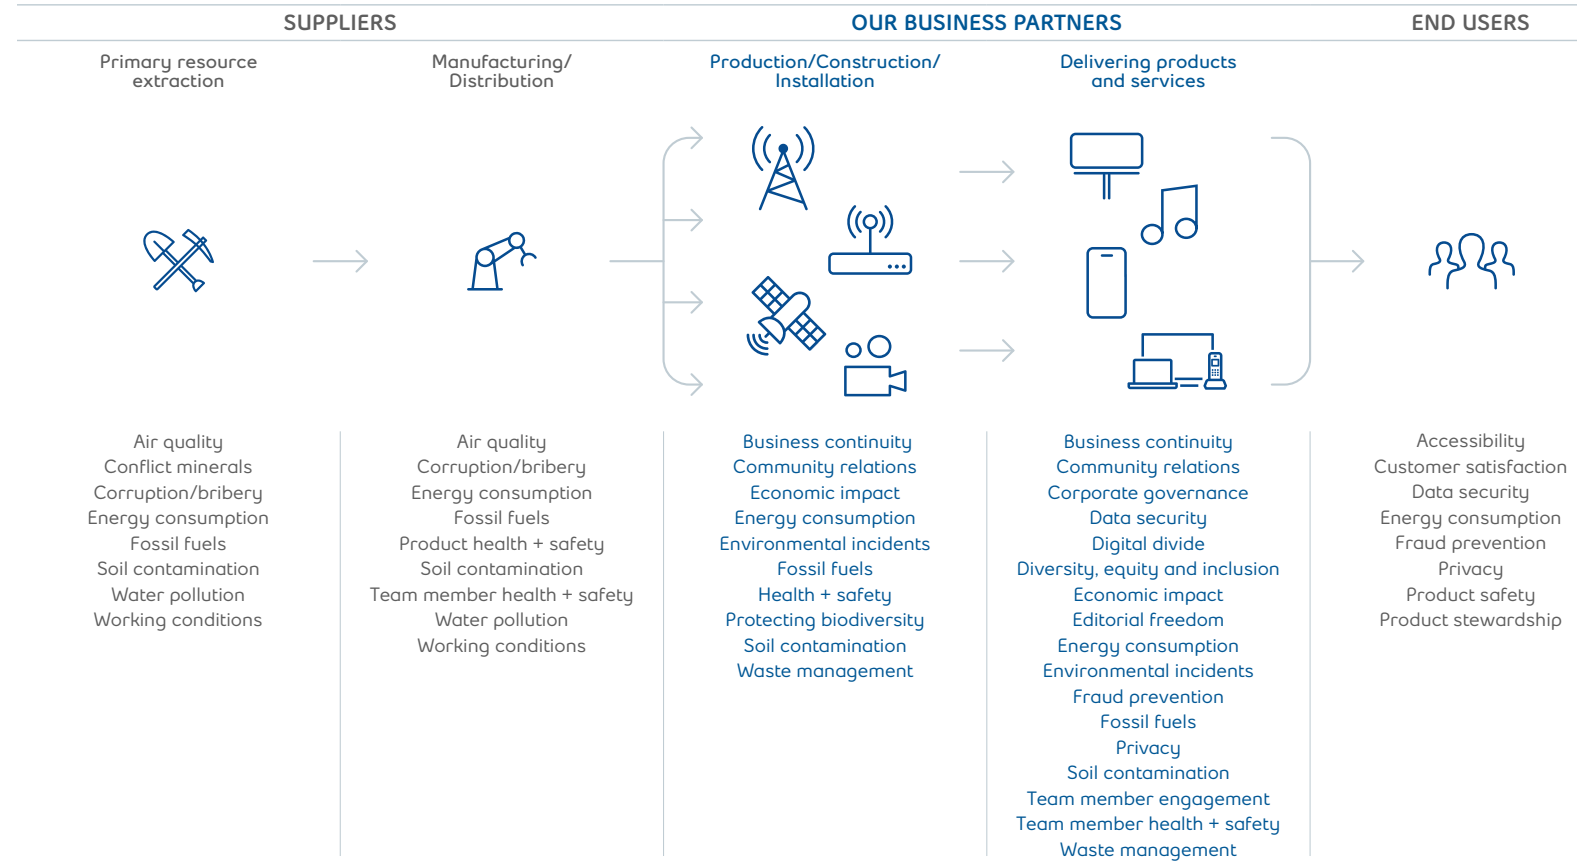 SUPPLIERS
OUR BUSINESS PARTNERS
END USERS
Primary resource
extraction
Manufacturing/
Distribution
Production/Construction/
Installation
Delivering products
and services
Air quality
Conflict minerals
Corruption/bribery
Energy consumption
Fossil fuels
Soil contamination
Water pollution
Working conditions
Air quality
Corruption/bribery
Energy consumption
Fossil fuels
Product health + safety
Soil contamination
Team member health + safety
Water pollution
Working conditions
Business continuity
Community relations
Economic impact
Energy consumption
Environmental incidents
Fossil fuels
Health + safety
Protecting biodiversity
Soil contamination
Waste management
Business continuity
Community relations
Corporate governance
Data security
Digital divide
Diversity, equity and inclusion
Economic impact
Editorial freedom
Energy consumption
Environmental incidents
Fraud prevention
Fossil fuels
Privacy
Soil contamination
Team member engagement
Team member health + safety
Waste management
Accessibility
Customer satisfaction
Data security
Energy consumption
Fraud prevention
Privacy
Product safety
Product stewardship